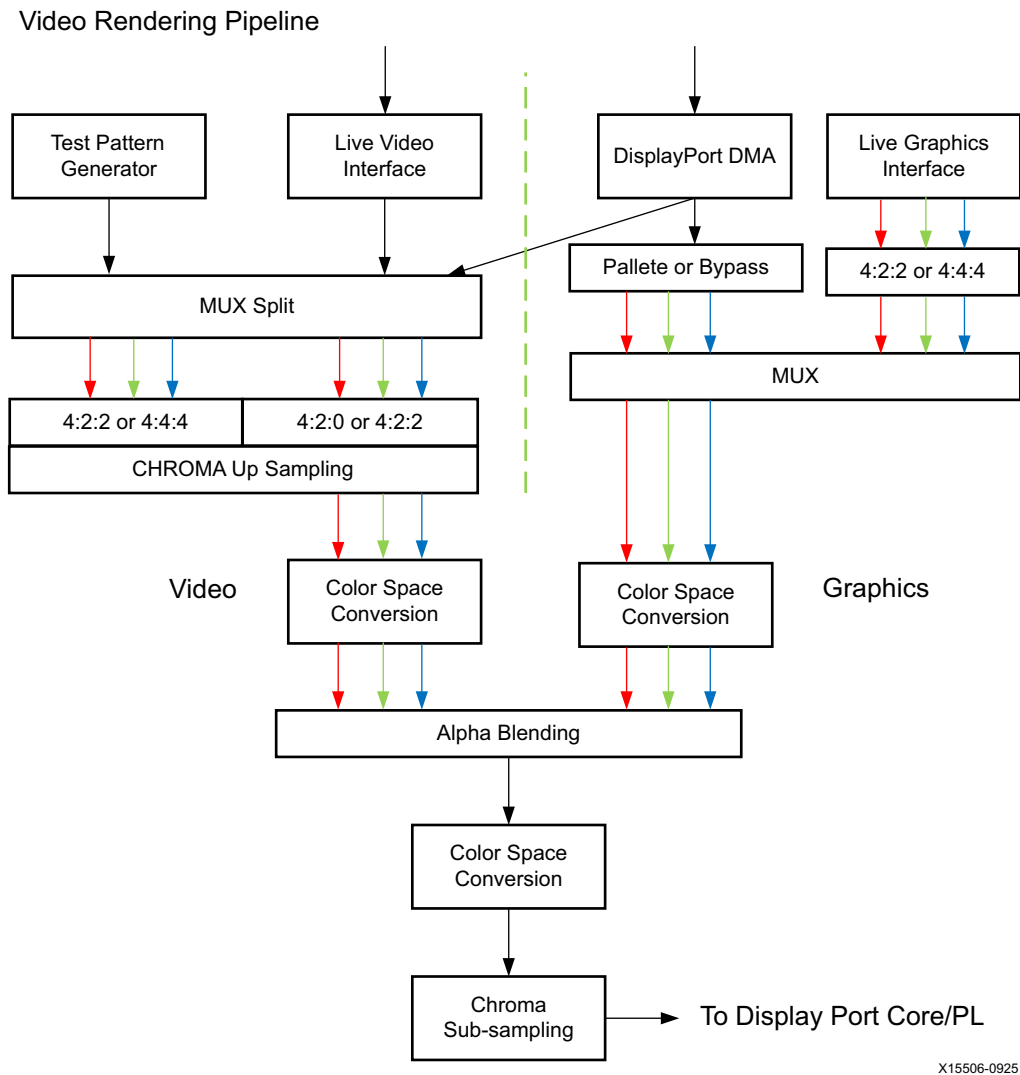 Video Rendering Pipeline
Test Pattern
Generator
Live Video
Interface
DisplayPort DMA
Live Graphics
Interface
Pallete or Bypass
4:2:2 or 4:4:4
MUX Split
MUX
4:2:2 or 4:4:4
4:2:0 or 4:2:2
CHROMA Up Sampling
Video
Color Space
Conversion
Color Space
Conversion
Graphics
Alpha Blending
Color Space
Conversion
Chroma
Sub-sampling
To Display Port Core/PL
X15506-0925